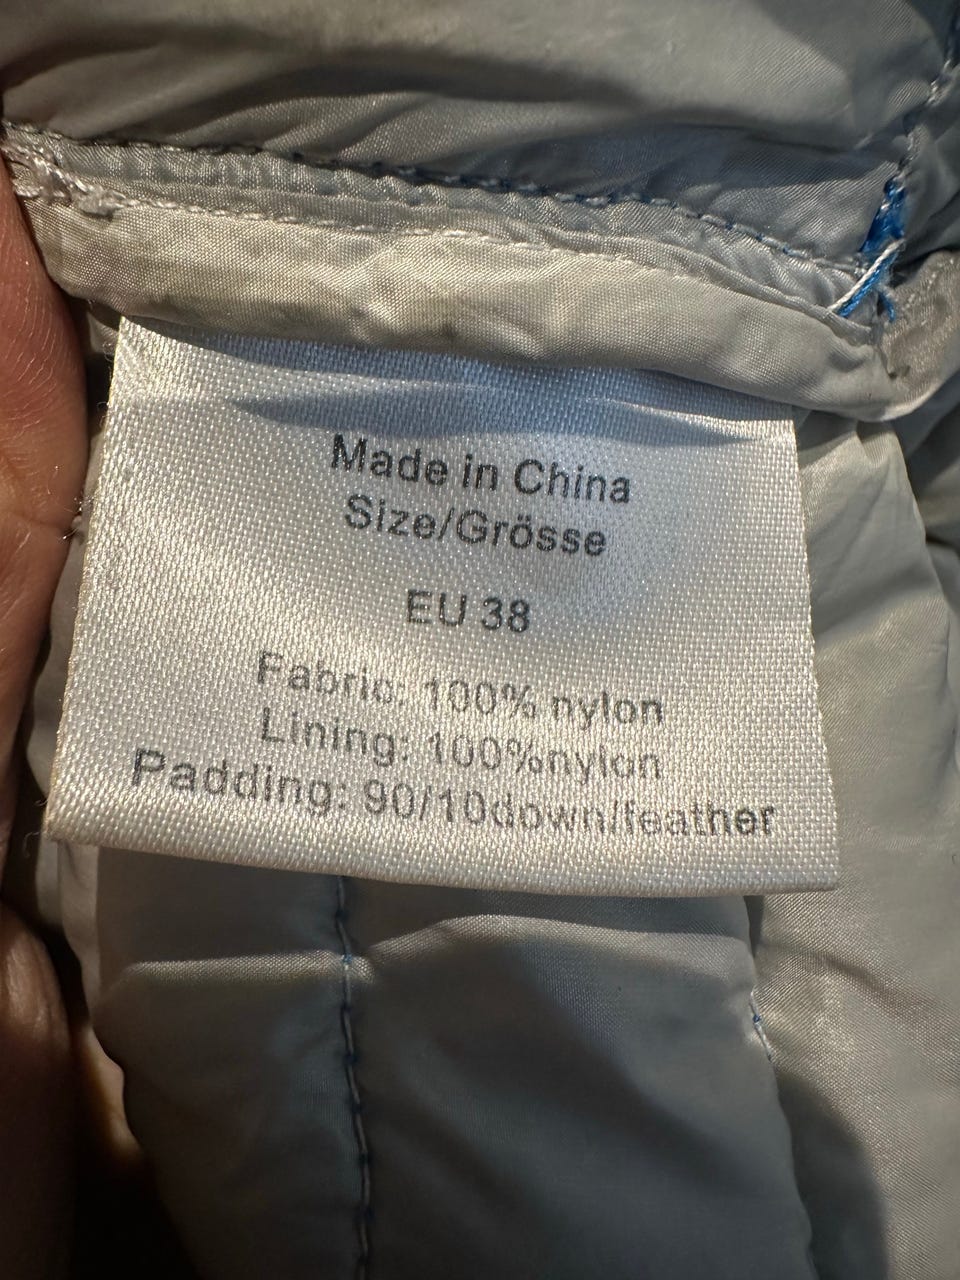 Made in China
Size/Grösse
EU 38
Fabric: 100% nylon
Lining: 100%nylon
Padding: 90/10down/feather